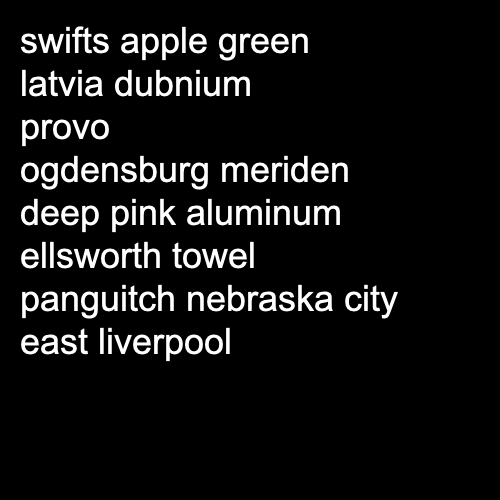 swifts apple green
latvia dubnium
provo
ogdensburg meriden
deep pink aluminum
ellsworth towel
panguitch nebraska city
east liverpool